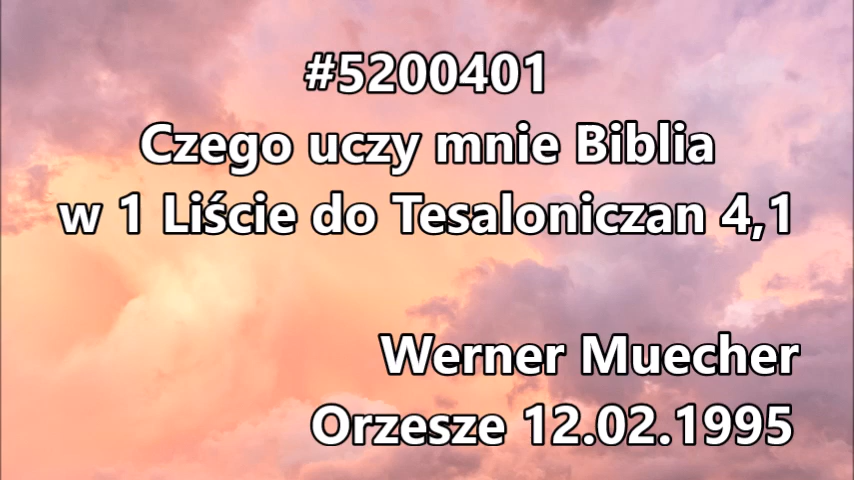 #5200401
Czego uczy mnie Biblia
w 1 Liście do Tesaloniczan 4,1
Werner Muecher
Orzesze 12.02.1995